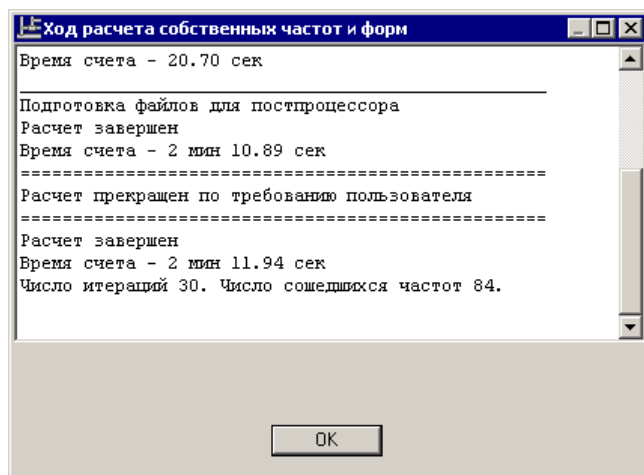 Ход расчета собственных частот и форм
Время счета - 20.70 сек
Подготовка файлов для постпроцессора
Расчет завершен
Время счета - 2 мин 10.89 сек
==================================================
Расчет прекращен по требованию пользователя
==================================================
Расчет завершен
Время счета - 2 мин 11.94 сек
Число итераций 30. Число сошедшихся частот 84.
OK